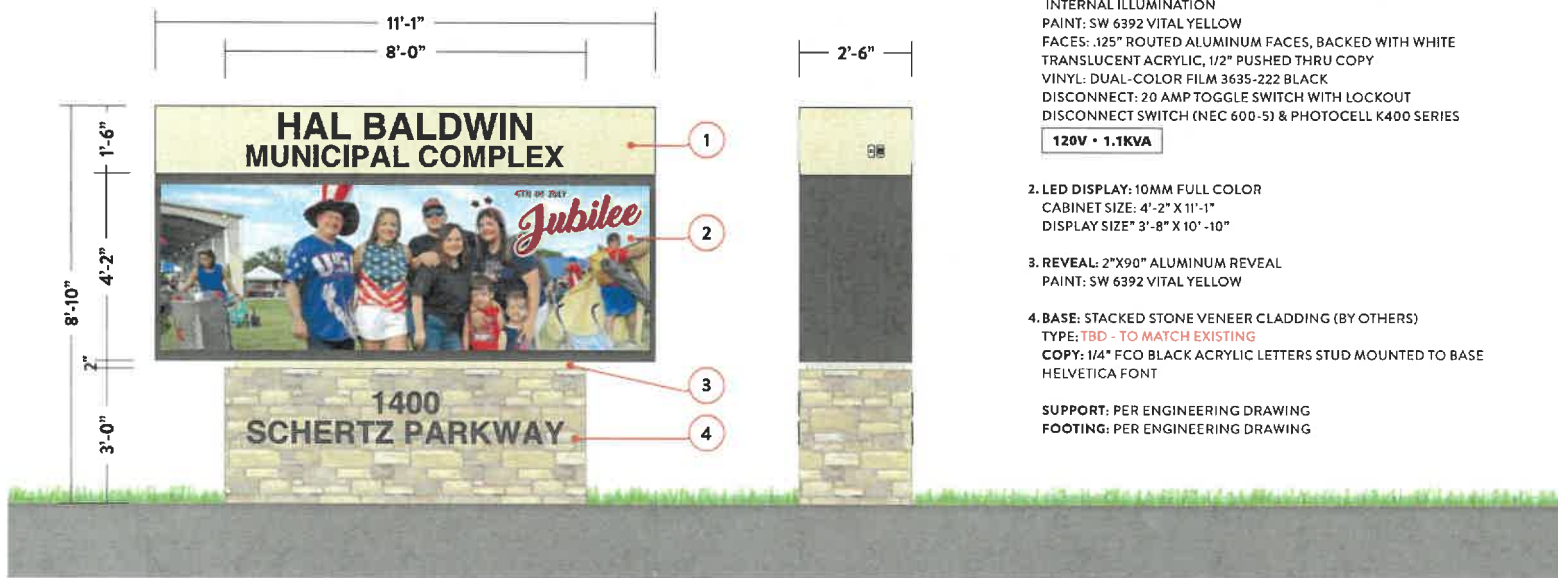 11'-1"
8'-0"
2'-6"
8'-10"
1'-6"
4'-2"
2"
3'-0"
HAL BALDWIN
MUNICIPAL COMPLEX
4TH OF JULY
Jubilee
USA
1400
SCHERTZ PARKWAY
1
2
3
4
INTERNAL ILLUMINATION
PAINT: SW 6392 VITAL YELLOW
FACES: .125" ROUTED ALUMINUM FACES, BACKED WITH WHITE
TRANSLUCENT ACRYLIC, 1/2" PUSHED THRU COPY
VINYL: DUAL-COLOR FILM 3635-222 BLACK
DISCONNECT: 20 AMP TOGGLE SWITCH WITH LOCKOUT
DISCONNECT SWITCH (NEC 600-5) & PHOTOCELL K400 SERIES
120V • 1.1KVA
2. LED DISPLAY: 10MM FULL COLOR
CABINET SIZE: 4'-2" X 11'-1"
DISPLAY SIZE" 3'-8" X 10' -10"
3. REVEAL: 2"X90" ALUMINUM REVEAL
PAINT: SW 6392 VITAL YELLOW
4. BASE: STACKED STONE VENEER CLADDING (BY OTHERS)
TYPE: TBD - TO MATCH EXISTING
COPY: 1/4" FCO BLACK ACRYLIC LETTERS STUD MOUNTED TO BASE
HELVETICA FONT
SUPPORT: PER ENGINEERING DRAWING
FOOTING: PER ENGINEERING DRAWING